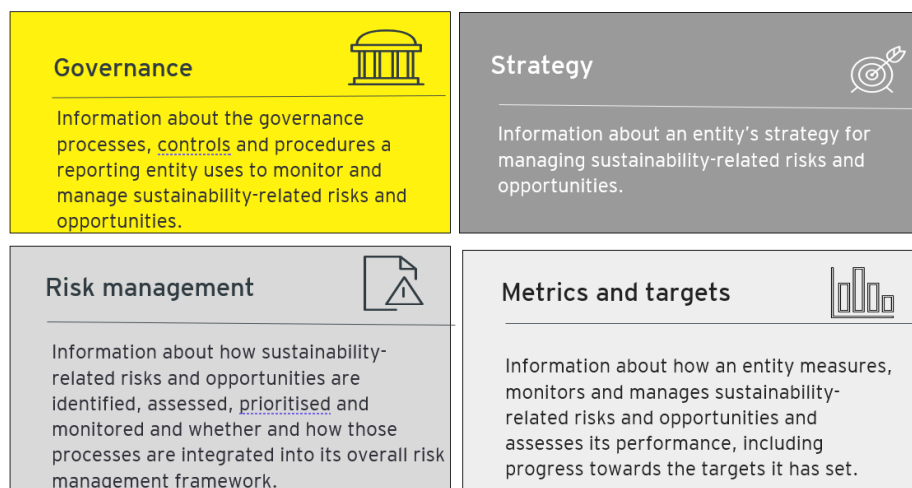 Governance
Information about the governance
processes, controls and procedures a
reporting entity uses to monitor and
manage sustainability-related risks and
opportunities.
Strategy
Information about an entity’s strategy for
managing sustainability-related risks and
opportunities.
Risk management
Information about how sustainability-
related risks and opportunities are
identified, assessed, prioritised and
monitored and whether and how those
processes are integrated into its overall risk
management framework.
Metrics and targets
Information about how an entity measures,
monitors and manages sustainability-
related risks and opportunities and
assesses its performance, including
progress towards the targets it has set.